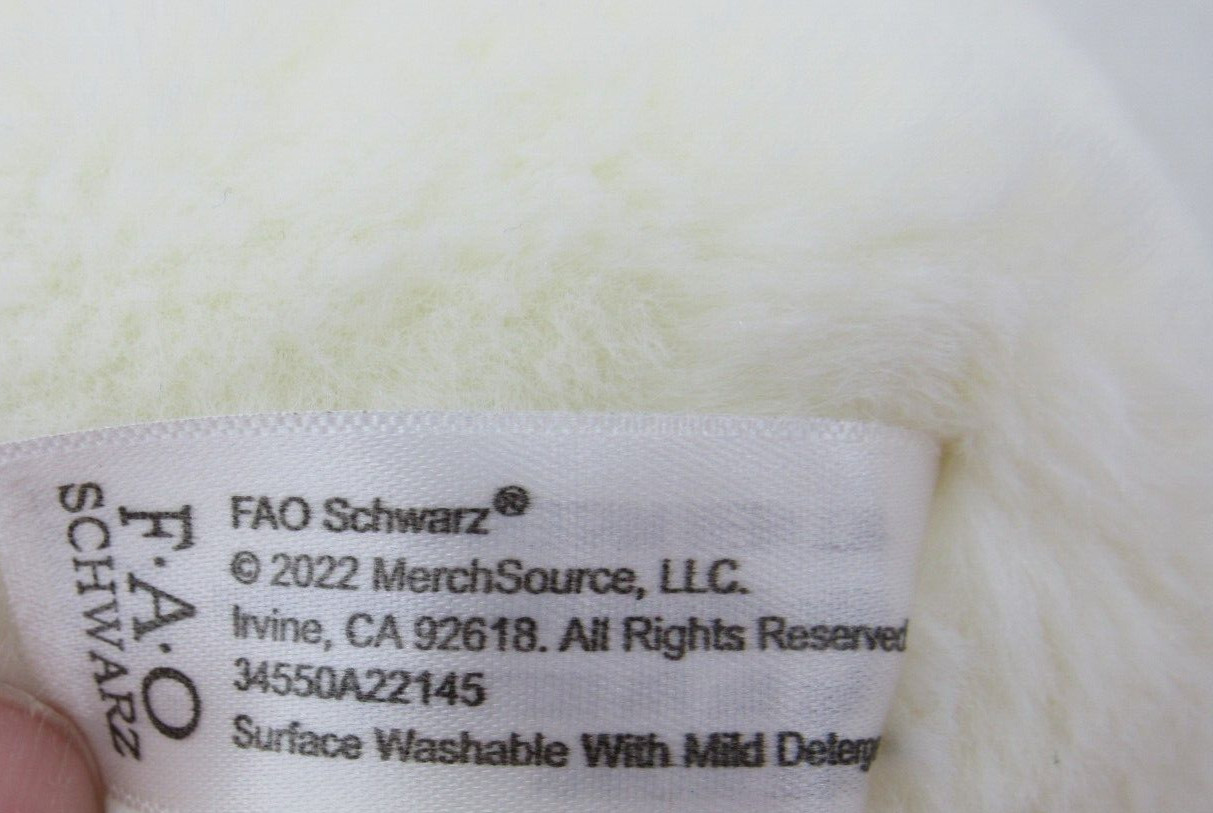 F·A·O
SCHWARZ
FAO Schwarz®
© 2022 MerchSource, LLC.
Irvine, CA 92618. All Rights Reserved
34550A22145
Surface Washable With Mild